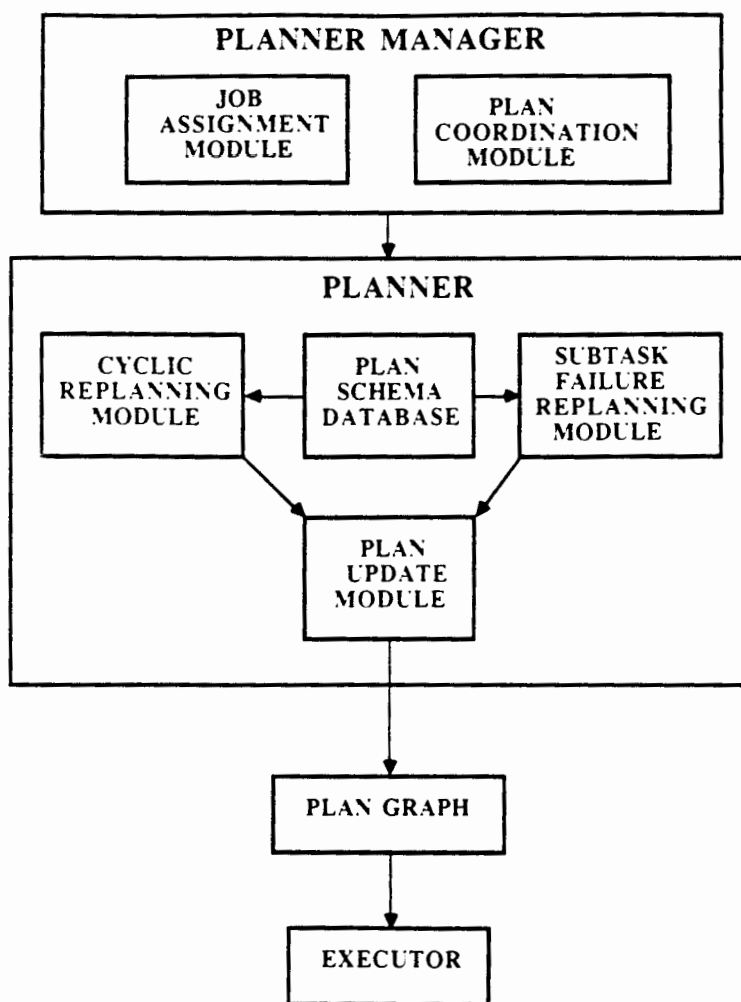 PLANNER MANAGER
JOB
ASSIGNMENT
MODULE
PLAN
COORDINATION
MODULE
PLANNER
CYCLIC
REPLANNING
MODULE
PLAN
SCHEMA
DATABASE
SUBTASK
FAILURE
REPLANNING
MODULE
PLAN
UPDATE
MODULE
PLAN GRAPH
EXECUTOR